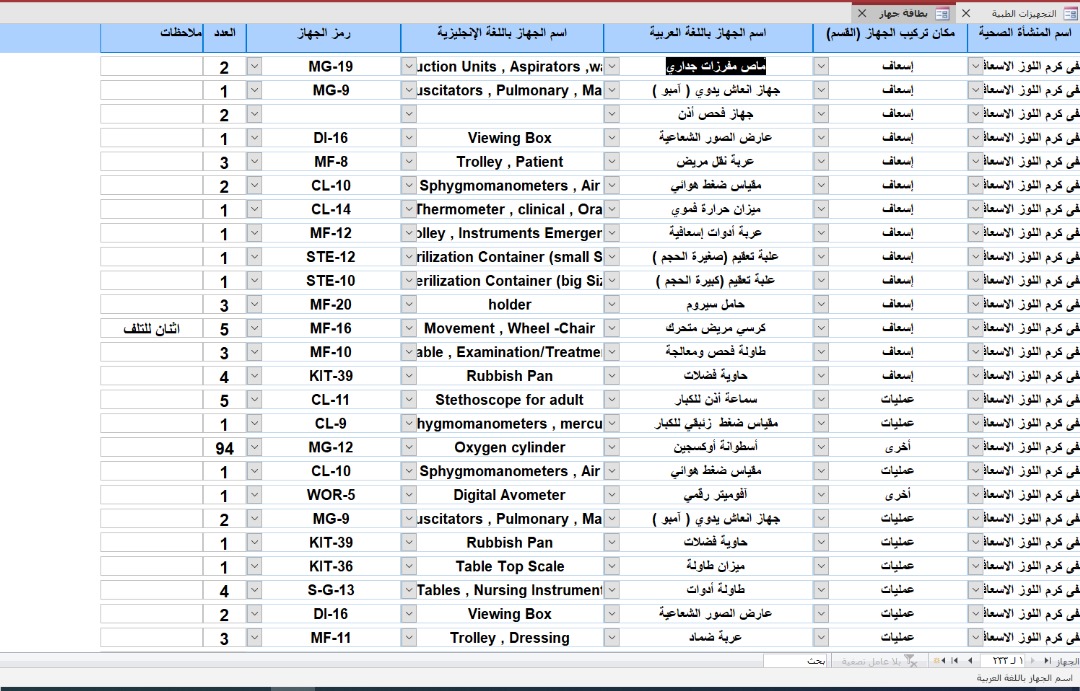 التجهيزات الطبية
بطاقة جهاز
اسم المنشأة الصحية مكان تركيب الجهاز (القسم) اسم الجهاز باللغة العربية اسم الجهاز باللغة الإنجليزية رمز الجهاز العدد ملاحظات
فى كرم اللوز الاسعاف إسعاف ماص مفرزات جداري uction Units , Aspirators ,wa MG-19 2
فى كرم اللوز الاسعاف إسعاف جهاز انعاش يدوي ( آمبو ) uscitators , Pulmonary , Ma MG-9 1
فى كرم اللوز الاسعاف إسعاف جهاز فحص أذن 2
فى كرم اللوز الاسعاف إسعاف عارض الصور الشعاعية Viewing Box DI-16 1
فى كرم اللوز الاسعاف إسعاف عربة نقل مريض Trolley , Patient MF-8 3
فى كرم اللوز الاسعاف إسعاف مقياس ضغط هوائي Sphygmomanometers , Air CL-10 2
فى كرم اللوز الاسعاف إسعاف ميزان حرارة فموي Thermometer , clinical , Ora CL-14 1
فى كرم اللوز الاسعاف إسعاف عربة أدوات إسعافية olley , Instruments Emerger MF-12 1
فى كرم اللوز الاسعاف إسعاف علبة تعقيم (صغيرة الحجم ) rilization Container (small S STE-12 1
فى كرم اللوز الاسعاف إسعاف علبة تعقيم (كبيرة الحجم ) erilization Container (big Siz STE-10 1
فى كرم اللوز الاسعاف إسعاف حامل سيروم holder MF-20 3
فى كرم اللوز الاسعاف إسعاف كرسي مريض متحرك Movement , Wheel -Chair MF-16 5 اثنان للتلف
فى كرم اللوز الاسعاف إسعاف طاولة فحص ومعالجة able , Examination/Treatme MF-10 3
فى كرم اللوز الاسعاف إسعاف حاوية فضلات Rubbish Pan KIT-39 4
فى كرم اللوز الاسعاف عمليات سماعة أذن للكبار Stethoscope for adult CL-11 5
فى كرم اللوز الاسعاف عمليات مقياس ضغط زئبقي للكبار hygmomanometers , mercu CL-9 1
فى كرم اللوز الاسعاف أخرى أسطوانة أوكسجين Oxygen cylinder MG-12 94
فى كرم اللوز الاسعاف عمليات مقياس ضغط هوائي Sphygmomanometers , Air CL-10 1
فى كرم اللوز الاسعاف أخرى آفوميتر رقمي Digital Avometer WOR-5 1
فى كرم اللوز الاسعاف عمليات جهاز انعاش يدوي ( آمبو ) uscitators , Pulmonary , Ma MG-9 2
فى كرم اللوز الاسعاف عمليات حاوية فضلات Rubbish Pan KIT-39 1
فى كرم اللوز الاسعاف عمليات ميزان طاولة Table Top Scale KIT-36 1
فى كرم اللوز الاسعاف عمليات طاولة أدوات Tables , Nursing Instrument S-G-13 4
فى كرم اللوز الاسعاف عمليات عارض الصور الشعاعية Viewing Box DI-16 2
فى كرم اللوز الاسعاف عمليات عربة ضماد Trolley , Dressing MF-11 3
الجهاز ١ لـ ٢٣٣ بلا عامل تصفية بحث
اسم الجهاز باللغة العربية